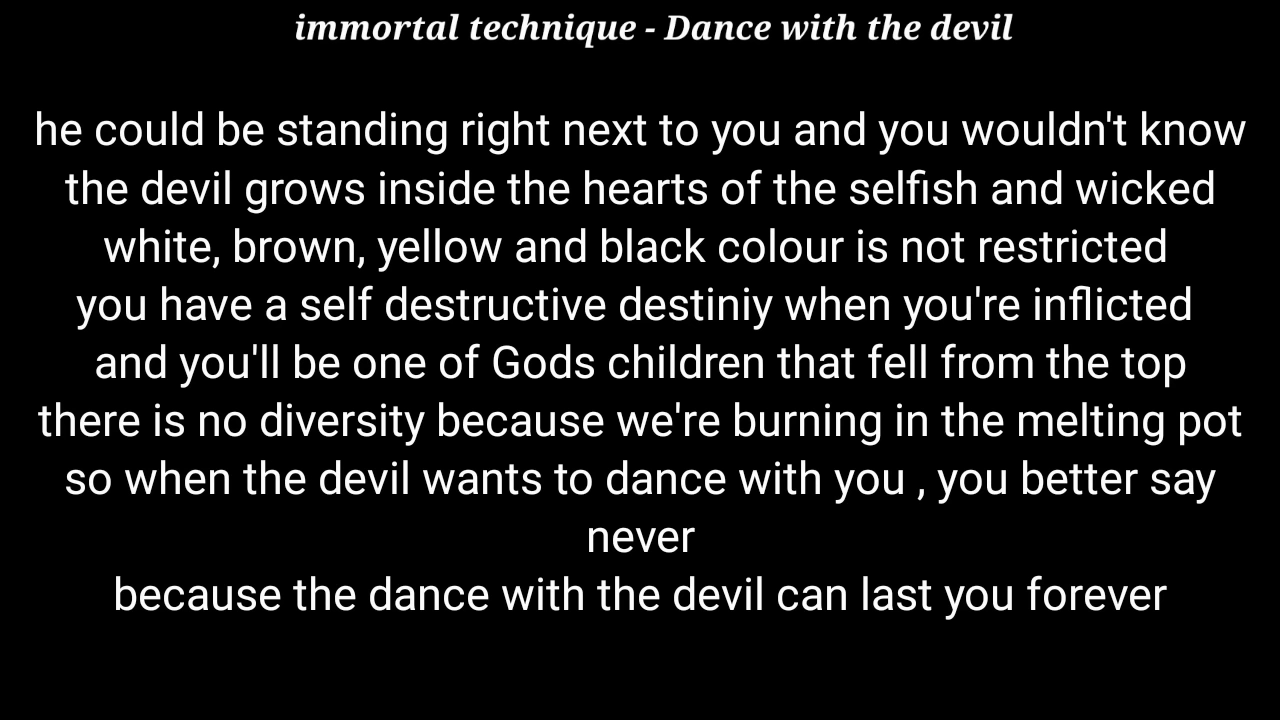 immortal technique - Dance with the devil
he could be standing right next to you and you wouldn't know
the devil grows inside the hearts of the selfish and wicked
white, brown, yellow and black colour is not restricted
you have a self destructive destiniy when you're inflicted
and you'll be one of Gods children that fell from the top
there is no diversity because we're burning in the melting pot
so when the devil wants to dance with you , you better say
never
because the dance with the devil can last you forever